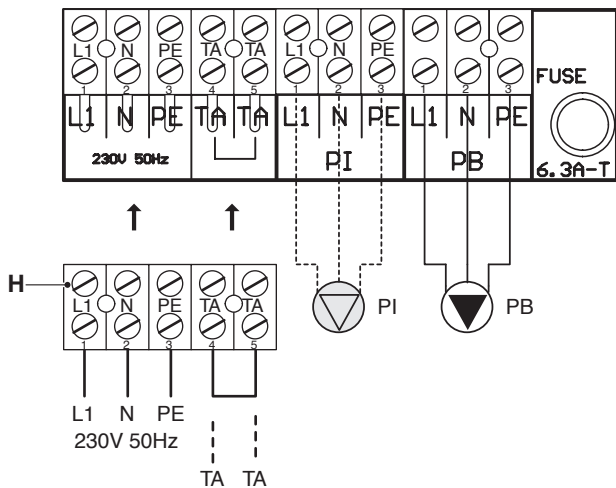 L1 N PE TA TA L1 N PE
1 2 3 4 5 1 2 3 1 2 3
FUSE
L1 N PE TA TA L1 N PE L1 N PE
230V 50Hz PI PB 6.3A-T
H
L1 N PE TA TA
1 2 3 4 5
PI PB
L1 N PE
230V 50Hz
TA TA